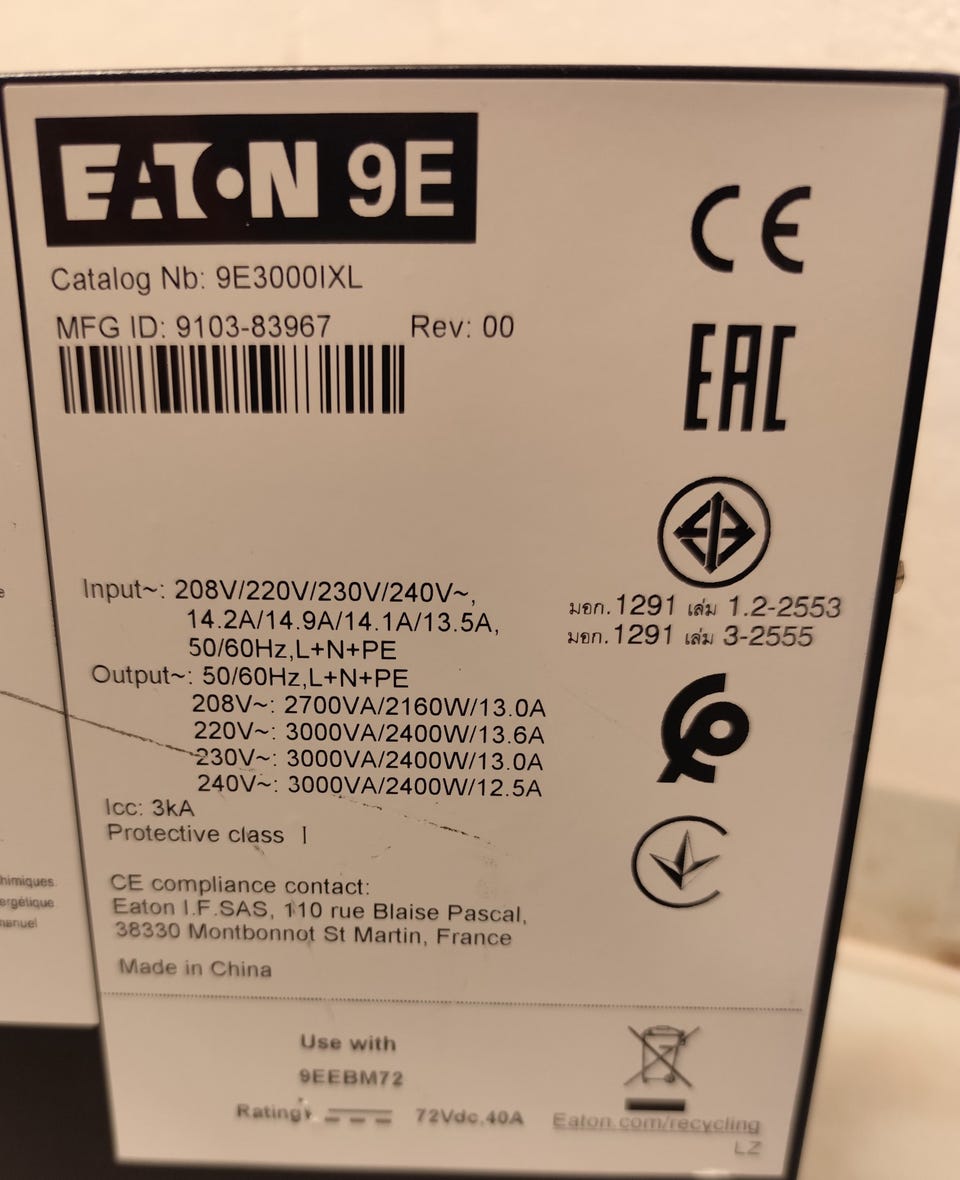 EATON 9E
Catalog Nb: 9E3000IXL
MFG ID: 9103-83967 Rev: 00
CE
EAC
Input~: 208V/220V/230V/240V~,
14.2A/14.9A/14.1A/13.5A,
50/60Hz,L+N+PE
Output~: 50/60Hz,L+N+PE
208V~: 2700VA/2160W/13.0A
220V~: 3000VA/2400W/13.6A
230V~: 3000VA/2400W/13.0A
240V~: 3000VA/2400W/12.5A
Icc: 3kA
Protective class I
มอก.1291 เล่ม 1.2-2553
มอก.1291 เล่ม 3-2555
CE compliance contact:
Eaton I.F.SAS, 110 rue Blaise Pascal,
38330 Montbonnot St Martin, France
Made in China
Use with
9EEBM72
Rating: 72Vdc,40A
Eaton.com/recycling
LZ
himiques
ergélique
manuel